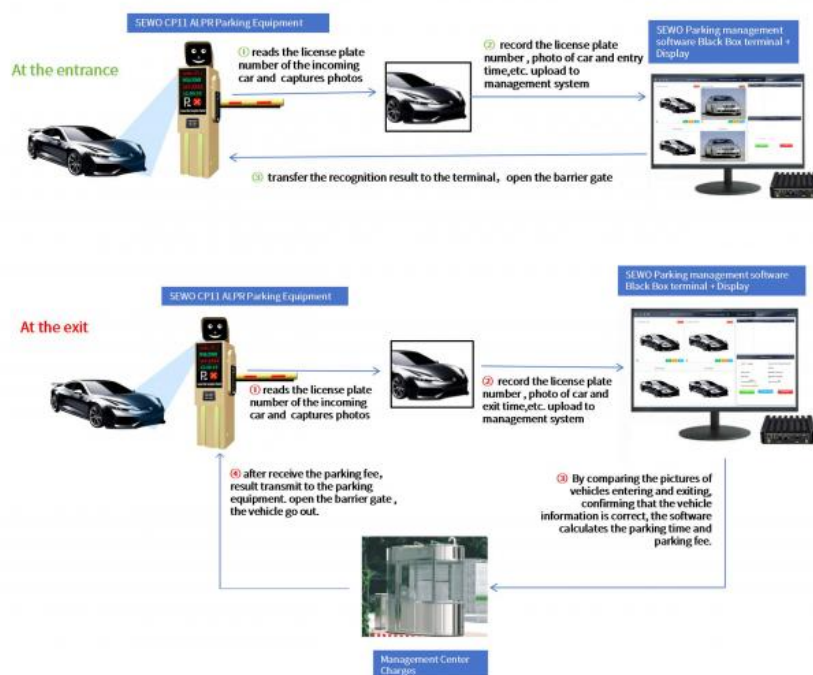 SEWO CP11 ALPR Parking Equipment
① reads the license plate
number of the incoming
car and captures photos
② record the license plate
number , photo of car and entry
time,etc. upload to
management system
SEWO Parking management
software Black Box terminal +
Display
At the entrance
③ transfer the recognition result to the terminal, open the barrier gate
SEWO Parking management software
Black Box terminal + Display
SEWO CP11 ALPR Parking Equipment
At the exit
① reads the license plate
number of the incoming
car and captures photos
② record the license plate
number , photo of car and
exit time,etc. upload to
management system
④ after receive the parking fee,
result transmit to the parking
equipment. open the barrier gate ,
the vehicle go out.
③ By comparing the pictures of
vehicles entering and exiting,
confirming that the vehicle
information is correct, the software
calculates the parking time and
parking fee.
Management Center
Charges